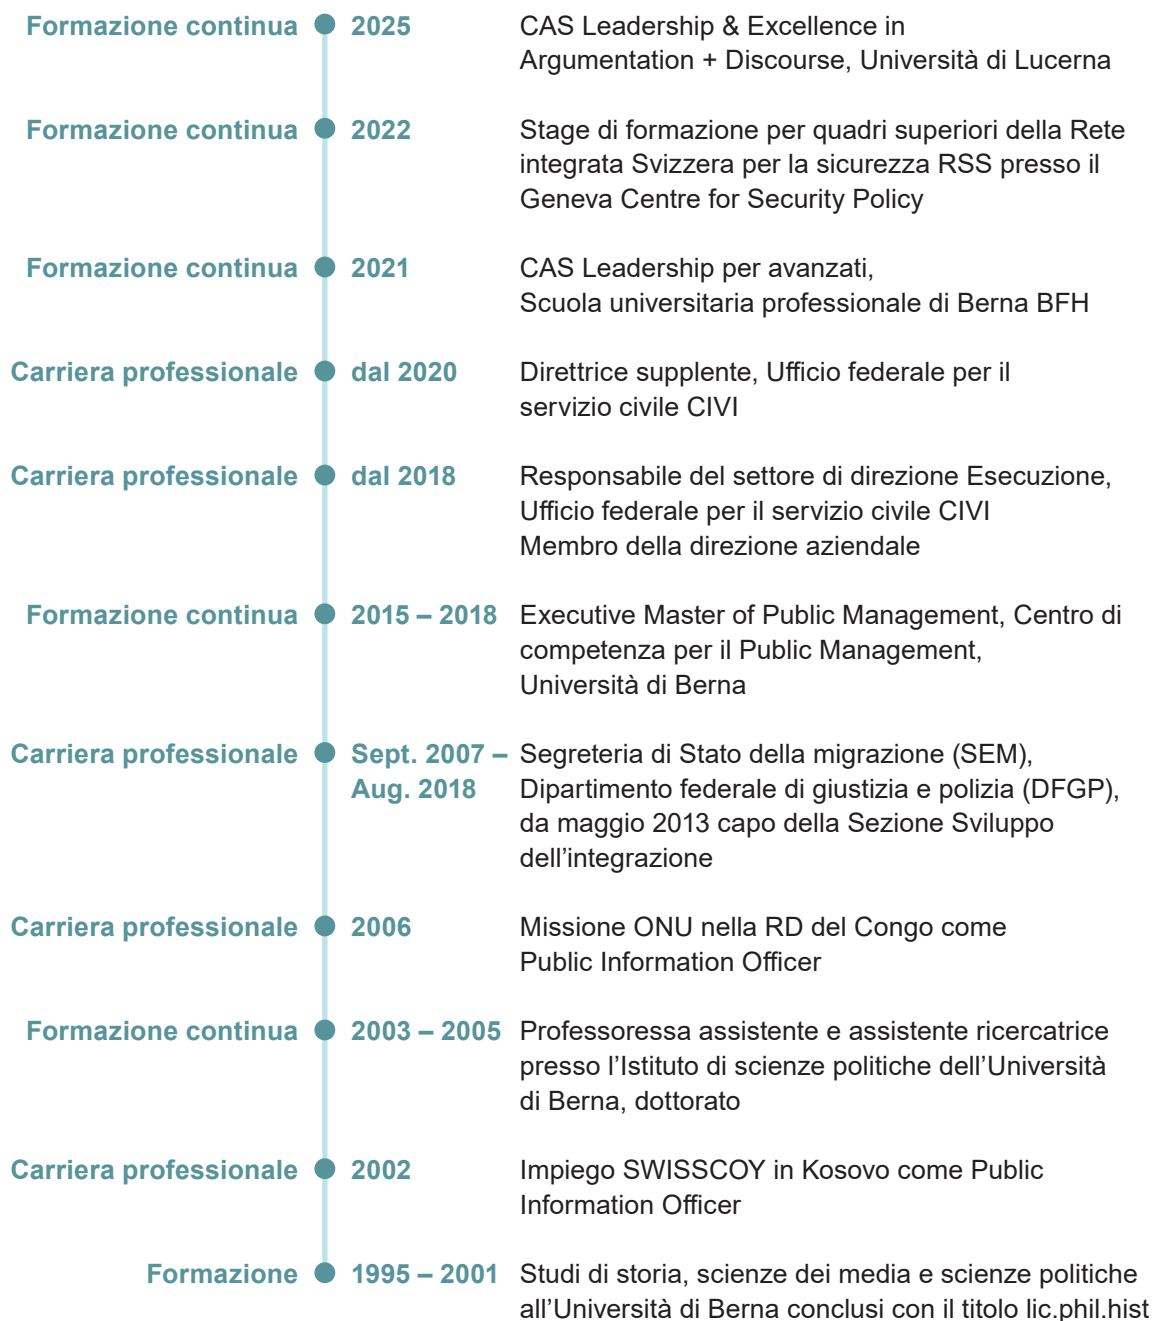 Formazione continua 2025 CAS Leadership & Excellence in
Argumentation + Discourse, Università di Lucerna
Formazione continua 2022 Stage di formazione per quadri superiori della Rete
integrata Svizzera per la sicurezza RSS presso il
Geneva Centre for Security Policy
Formazione continua 2021 CAS Leadership per avanzati,
Scuola universitaria professionale di Berna BFH
Carriera professionale dal 2020 Direttrice supplente, Ufficio federale per il
servizio civile CIVI
Carriera professionale dal 2018 Responsabile del settore di direzione Esecuzione,
Ufficio federale per il servizio civile CIVI
Membro della direzione aziendale
Formazione continua 2015 – 2018 Executive Master of Public Management, Centro di
competenza per il Public Management,
Università di Berna
Carriera professionale Sept. 2007 – Segreteria di Stato della migrazione (SEM),
Aug. 2018 Dipartimento federale di giustizia e polizia (DFGP),
da maggio 2013 capo della Sezione Sviluppo
dell’integrazione
Carriera professionale 2006 Missione ONU nella RD del Congo come
Public Information Officer
Formazione continua 2003 – 2005 Professoressa assistente e assistente ricercatrice
presso l’Istituto di scienze politiche dell’Università
di Berna, dottorato
Carriera professionale 2002 Impiego SWISSCOY in Kosovo come Public
Information Officer
Formazione 1995 – 2001 Studi di storia, scienze dei media e scienze politiche
all’Università di Berna conclusi con il titolo lic.phil.hist